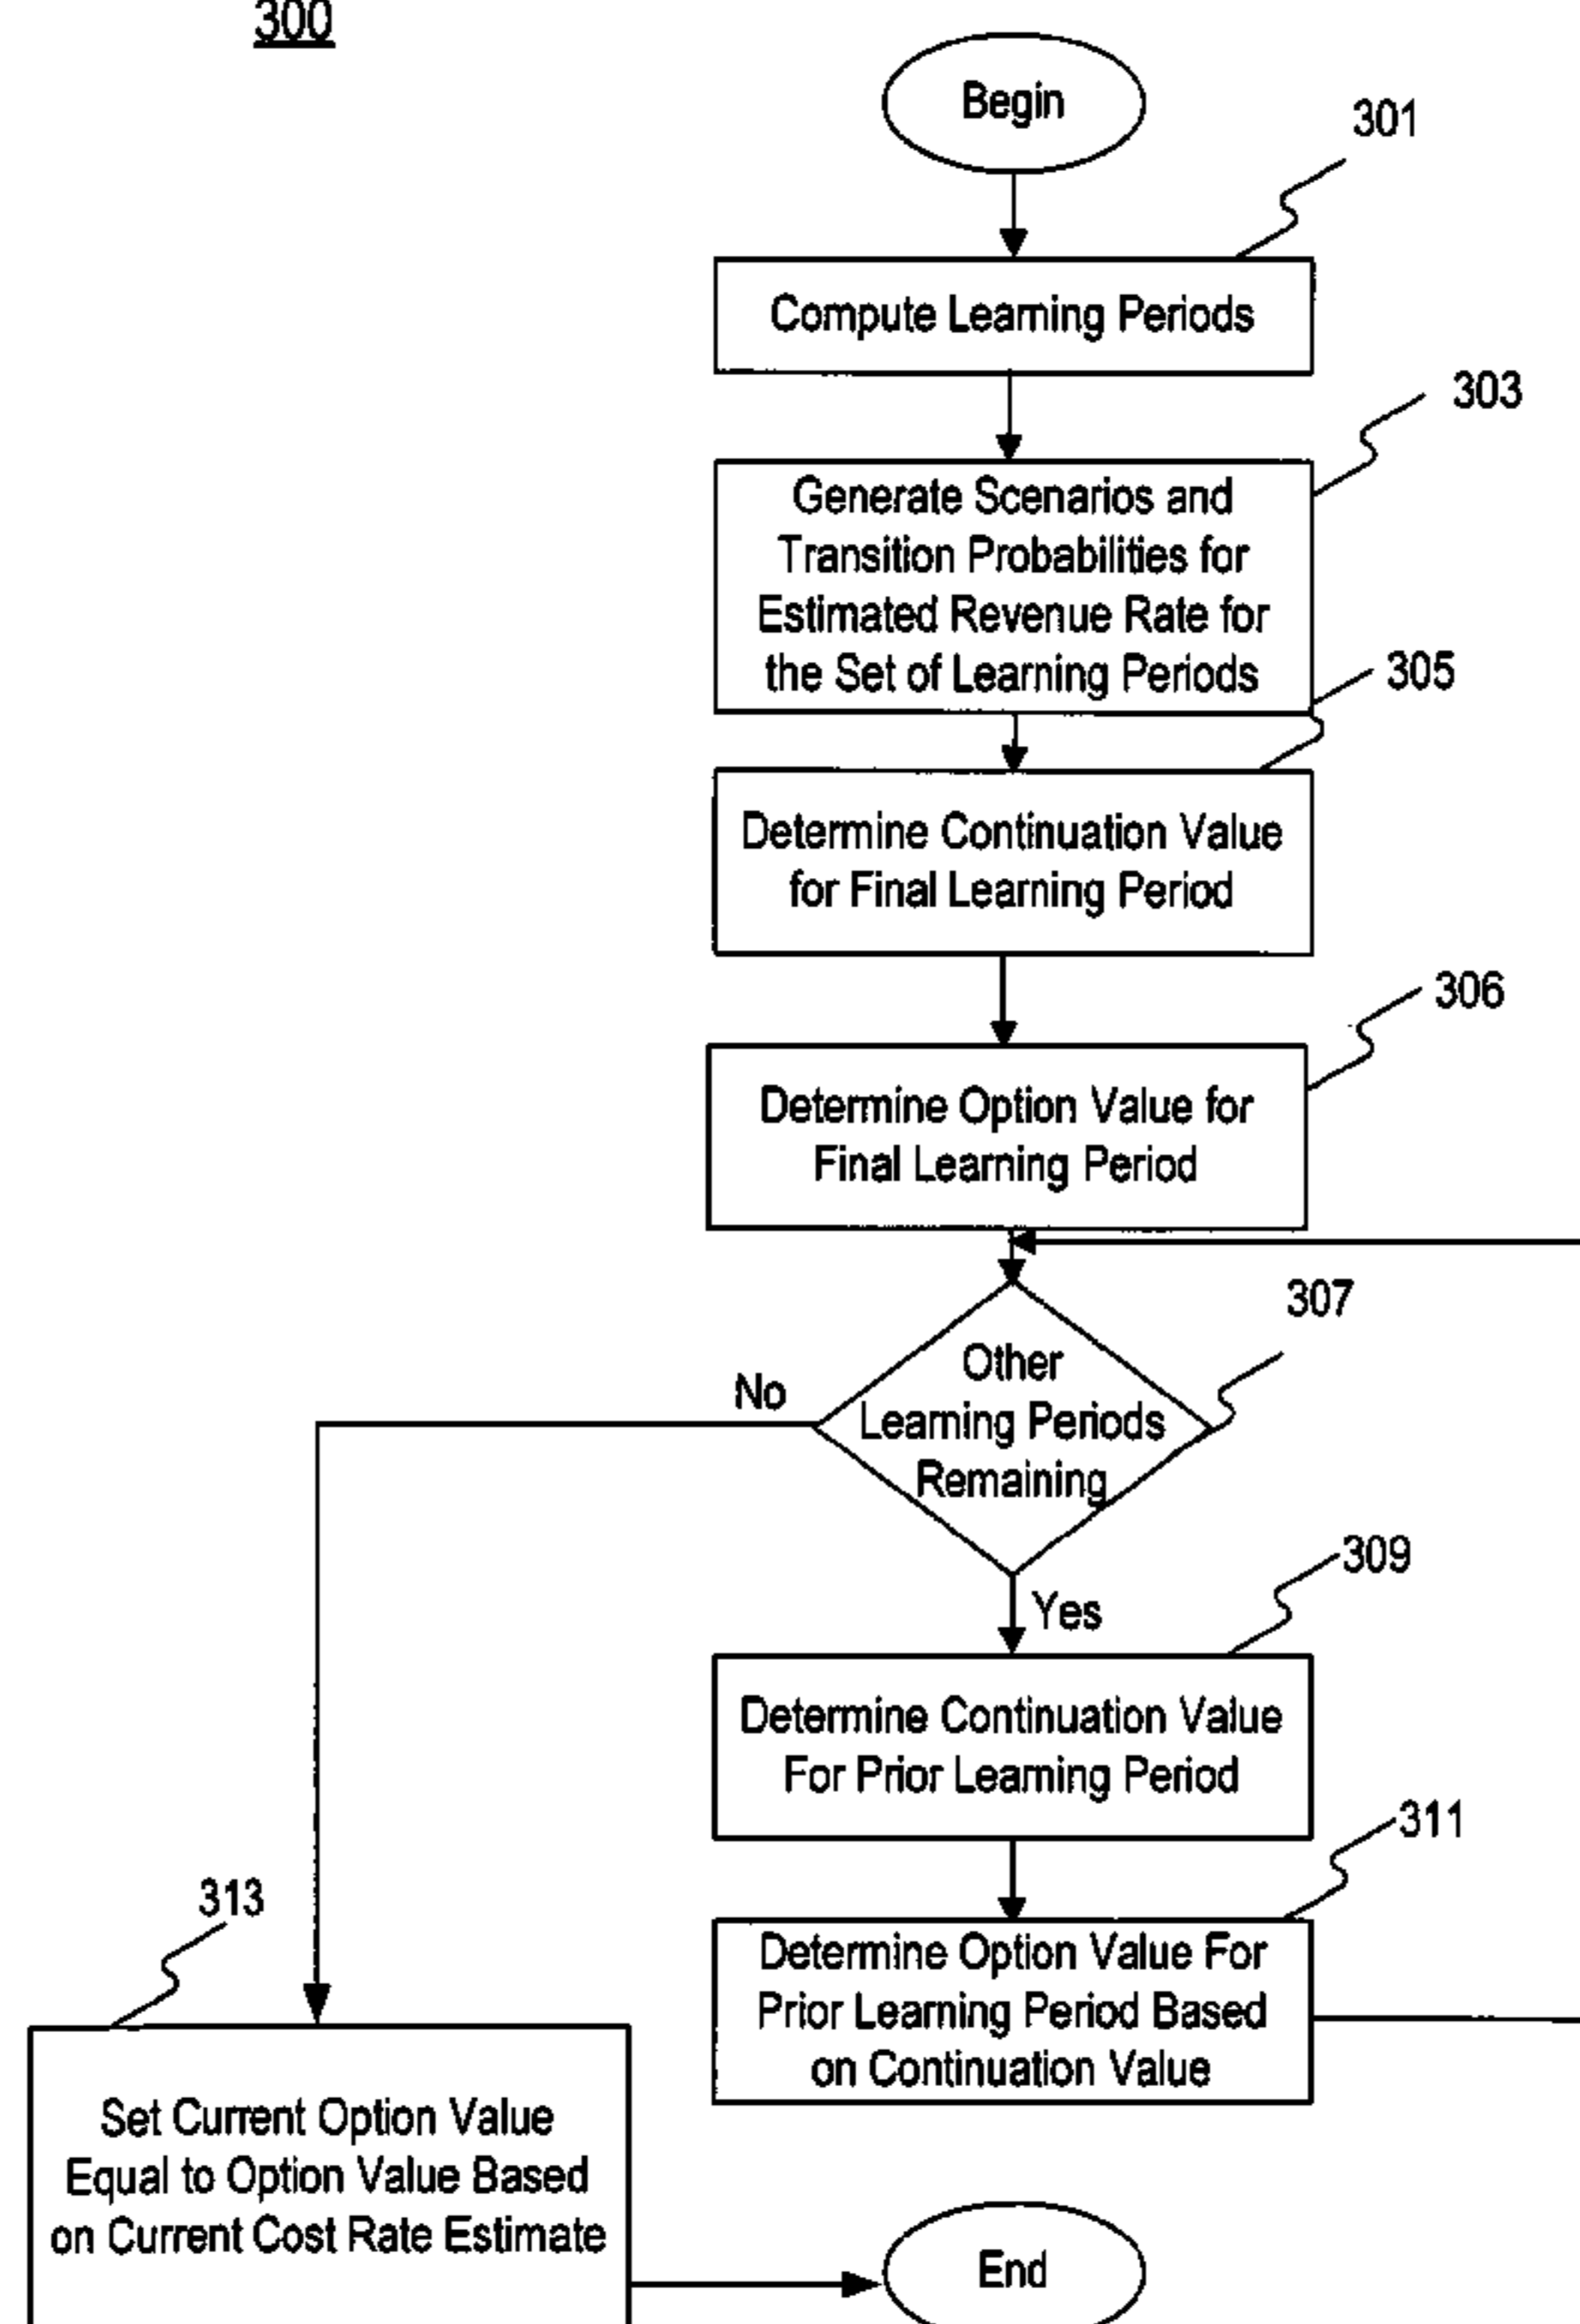 300
Begin
301
Compute Learning Periods
303
Generate Scenarios and
Transition Probabilities for
Estimated Revenue Rate for
the Set of Learning Periods
305
Determine Continuation Value
for Final Learning Period
306
Determine Option Value for
Final Learning Period
307
Other
Learning Periods
Remaining
No
Yes
309
Determine Continuation Value
For Prior Learning Period
311
Determine Option Value For
Prior Learning Period Based
on Continuation Value
313
Set Current Option Value
Equal to Option Value Based
on Current Cost Rate Estimate
End